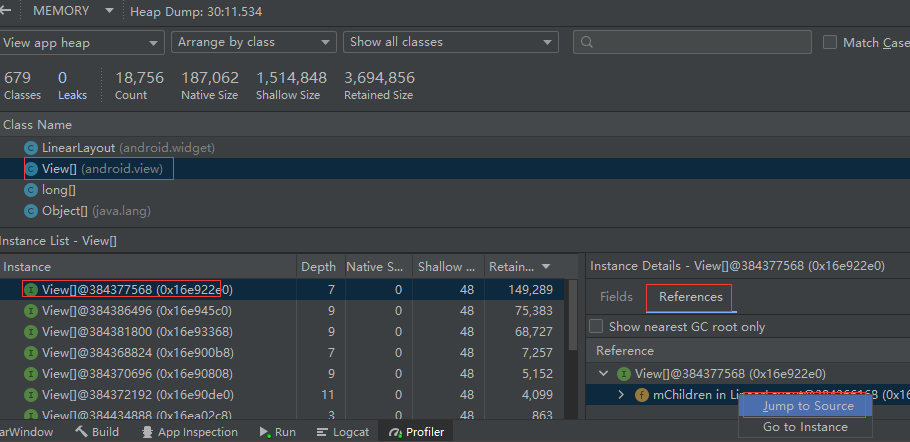 MEMORY Heap Dump: 30:11.534
View app heap Arrange by class Show all classes Match Case
679 0 18,756 187,062 1,514,848 3,694,856
Classes Leaks Count Native Size Shallow Size Retained Size
Class Name
LinearLayout (android.widget)
View[] (android.view)
long[]
Object[] (java.lang)
Instance List - View[]
Instance Depth Native S... Shallow ... Retain...
View[]@384377568 (0x16e922e0) 7 0 48 149,289
View[]@384386496 (0x16e945c0) 9 0 48 75,383
View[]@384381800 (0x16e93368) 9 0 48 68,727
View[]@384368824 (0x16e900b8) 7 0 48 7,257
View[]@384370696 (0x16e90808) 9 0 48 5,152
View[]@384372192 (0x16e90de0) 11 0 48 4,099
View[]@384434888 (0x16ea02c8) 3 0 48 863
Instance Details - View[]@384377568 (0x16e922e0)
Fields References
Show nearest GC root only
Reference
View[]@384377568 (0x16e922e0)
mChildren in LinearLayout@384366168 (0x16
Jump to Source
Go to Instance
arWindow Build App Inspection Run Logcat Profiler